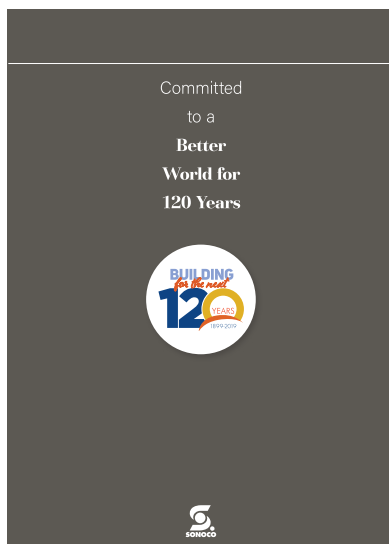 Committed
to a
Better
World for
120 Years
BUILDING
for the next
120
YEARS
1899-2019
SONOCO